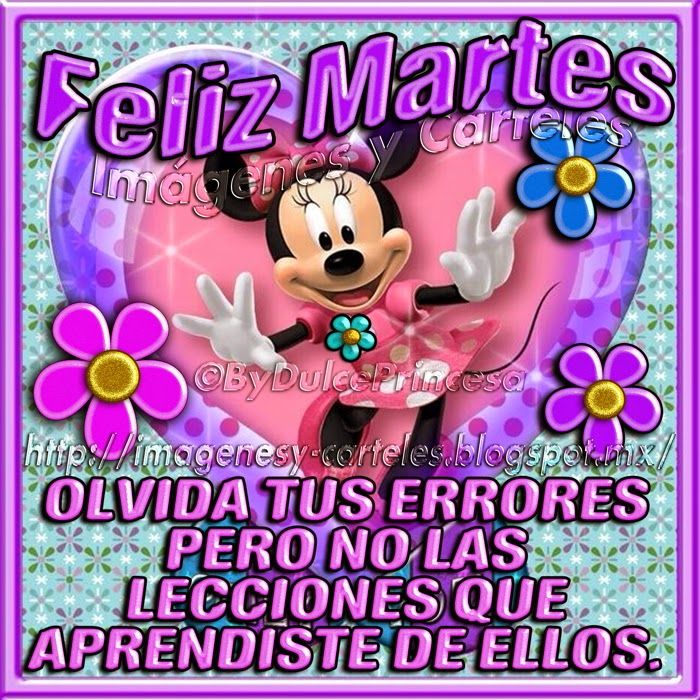 Feliz Martes
Imágenes y Carteles
©ByDulcePrincesa
http://imagenesy-carteles.blogspot.mx/
OLVIDA TUS ERRORES
PERO NO LAS
LECCIONES QUE
APRENDISTE DE ELLOS.